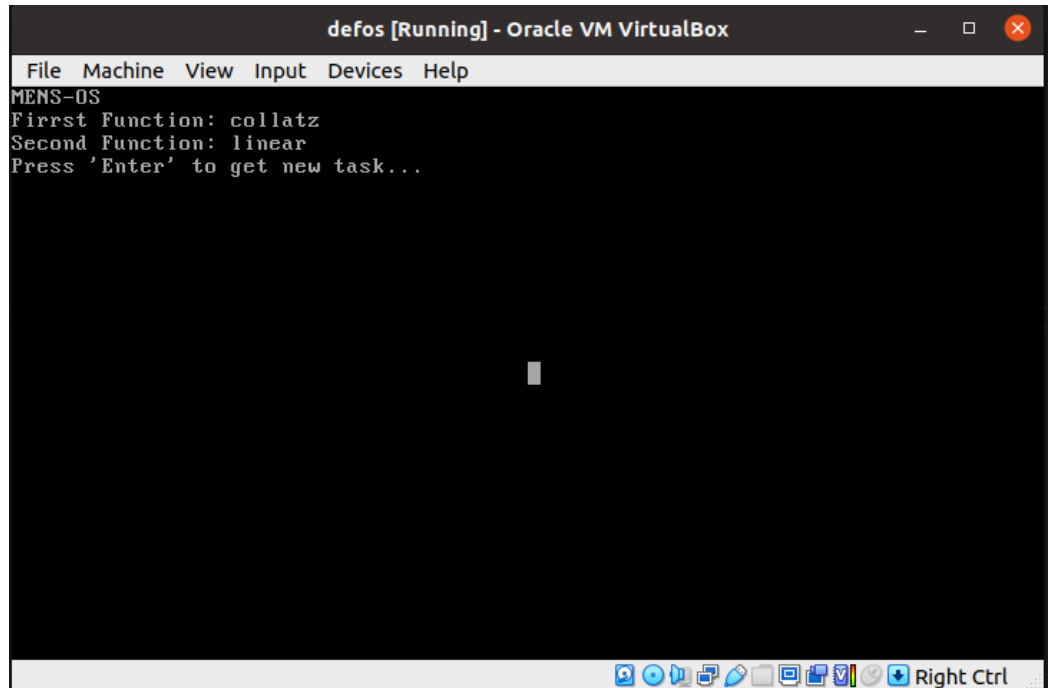 defos [Running] - Oracle VM VirtualBox
File Machine View Input Devices Help
MENS-OS
Firrst Function: collatz
Second Function: linear
Press 'Enter' to get new task...
Right Ctrl